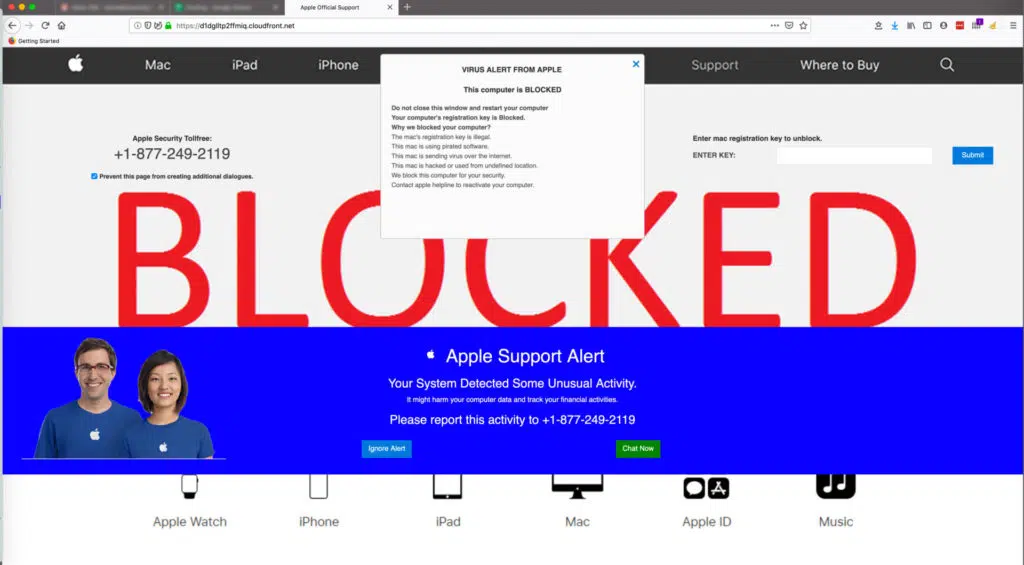 Apple Official Support
https://d1dglltp2ffmiq.cloudfront.net
Getting Started
Mac iPad iPhone Support Where to Buy
VIRUS ALERT FROM APPLE
This computer is BLOCKED
Do not close this window and restart your computer
Your computer's registration key is Blocked.
Why we blocked your computer?
The mac's registration key is illegal.
This mac is using pirated software.
This mac is sending virus over the internet.
This mac is hacked or used from undefined location.
We block this computer for your security.
Contact apple helpline to reactivate your computer.
Apple Security Tollfree:
+1-877-249-2119
Prevent this page from creating additional dialogues.
Enter mac registration key to unblock.
ENTER KEY:
Submit
BLOCKED
Apple Support Alert
Your System Detected Some Unusual Activity.
It might harm your computer data and track your financial activities.
Please report this activity to +1-877-249-2119
Ignore Alert
Chat Now
Apple Watch iPhone iPad Mac Apple ID Music